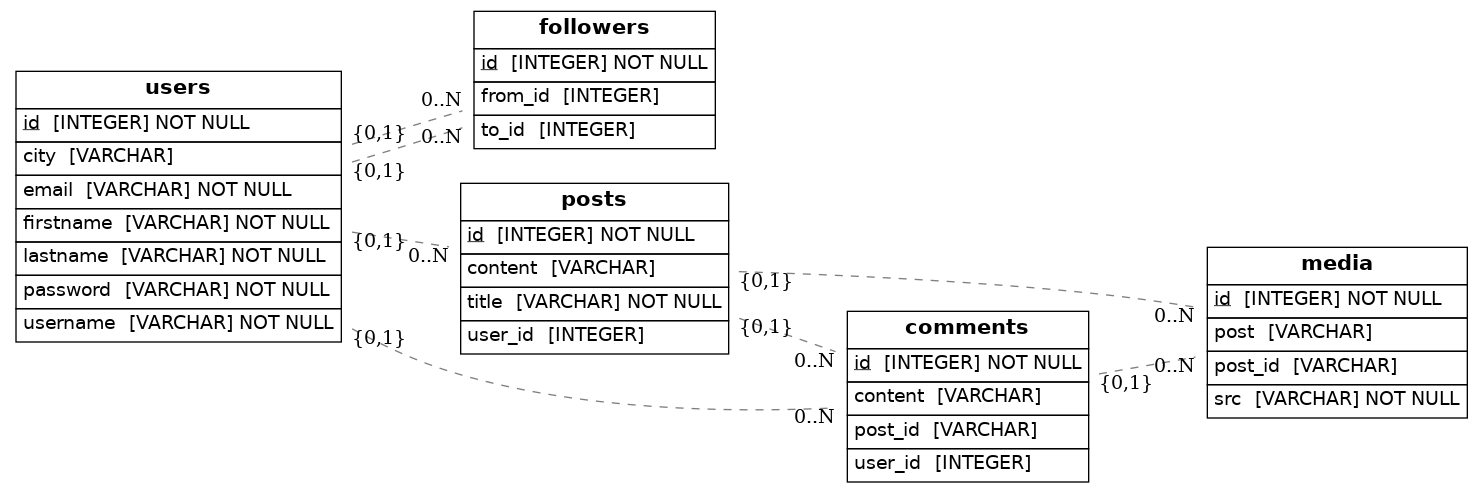 users
id [INTEGER] NOT NULL
city [VARCHAR]
email [VARCHAR] NOT NULL
firstname [VARCHAR] NOT NULL
lastname [VARCHAR] NOT NULL
password [VARCHAR] NOT NULL
username [VARCHAR] NOT NULL
{0,1}
0..N
{0,1}
0..N
{0,1}
0..N
{0,1}
0..N
followers
id [INTEGER] NOT NULL
from_id [INTEGER]
to_id [INTEGER]
posts
id [INTEGER] NOT NULL
content [VARCHAR]
title [VARCHAR] NOT NULL
user_id [INTEGER]
{0,1}
0..N
{0,1}
0..N
comments
id [INTEGER] NOT NULL
content [VARCHAR]
post_id [VARCHAR]
user_id [INTEGER]
{0,1}
0..N
media
id [INTEGER] NOT NULL
post [VARCHAR]
post_id [VARCHAR]
src [VARCHAR] NOT NULL